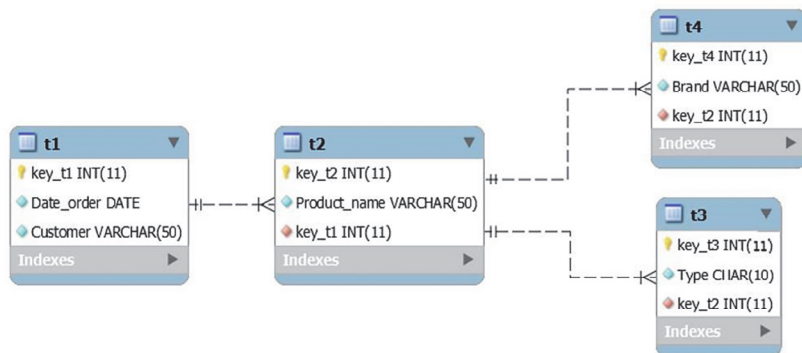 t1
key_t1 INT(11)
Date_order DATE
Customer VARCHAR(50)
Indexes
t2
key_t2 INT(11)
Product_name VARCHAR(50)
key_t1 INT(11)
Indexes
t4
key_t4 INT(11)
Brand VARCHAR(50)
key_t2 INT(11)
Indexes
t3
key_t3 INT(11)
Type CHAR(10)
key_t2 INT(11)
Indexes